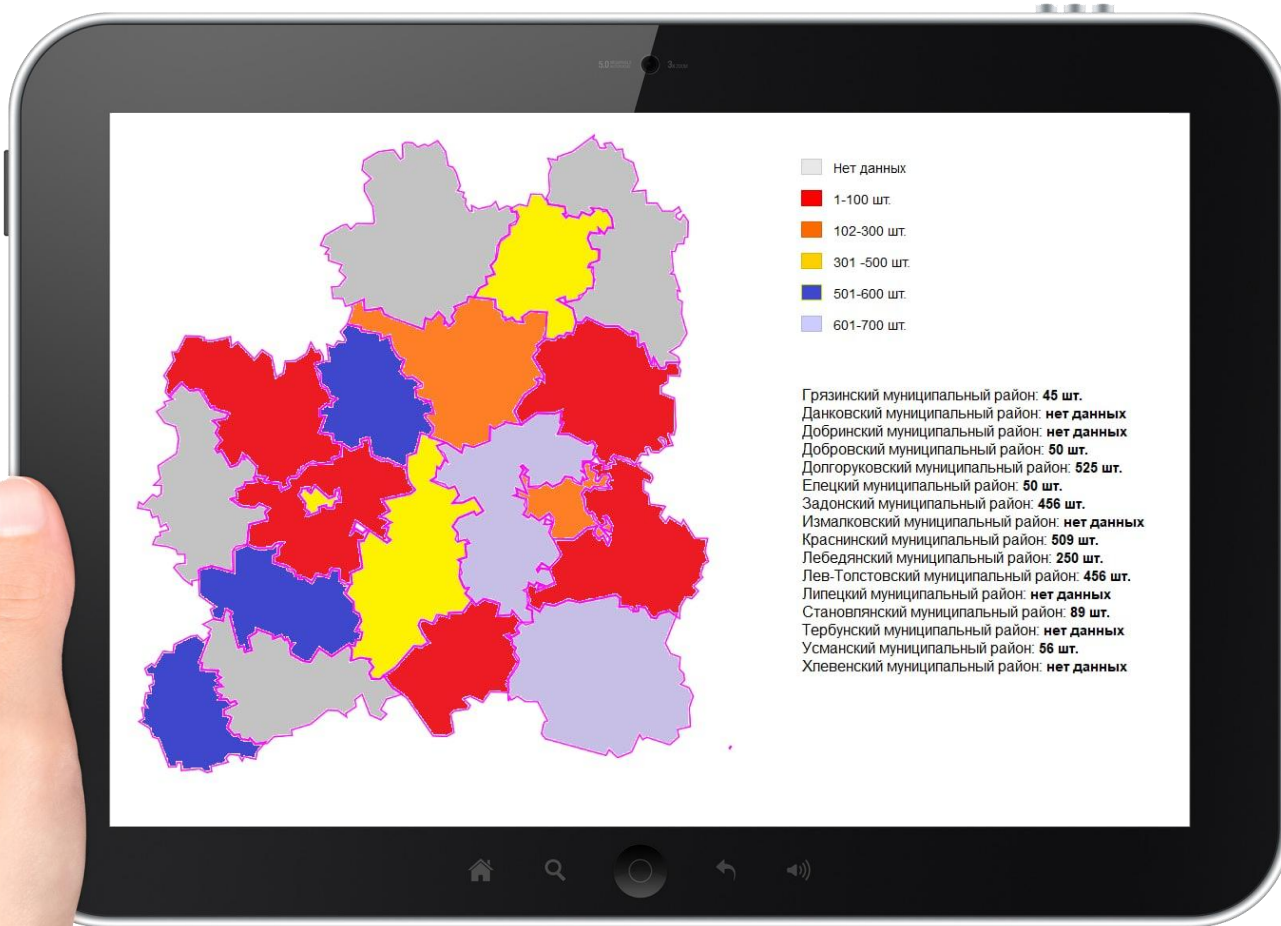 Нет данных
1-100 шт.
102-300 шт.
301 -500 шт.
501-600 шт.
601-700 шт.
Грязинский муниципальный район: 45 шт.
Данковский муниципальный район: нет данных
Добринский муниципальный район: нет данных
Добровский муниципальный район: 50 шт.
Допгоруковский муниципальный район: 525 шт.
Елецкий муниципальный район: 50 шт.
Задонский муниципальный район: 456 шт.
Измалковский муниципальный район: нет данных
Краснинский муниципальный район: 509 шт.
Лебедянский муниципальный район: 250 шт.
Лев-Топстовский муниципальный район: 456 шт.
Липецкий муниципальный район: нет данных
Становпянский муниципальный район: 89 шт.
Тербунский муниципальный район: нет данных
Усманский муниципальный район: 56 шт.
Хлевенский муниципальный район: нет данных